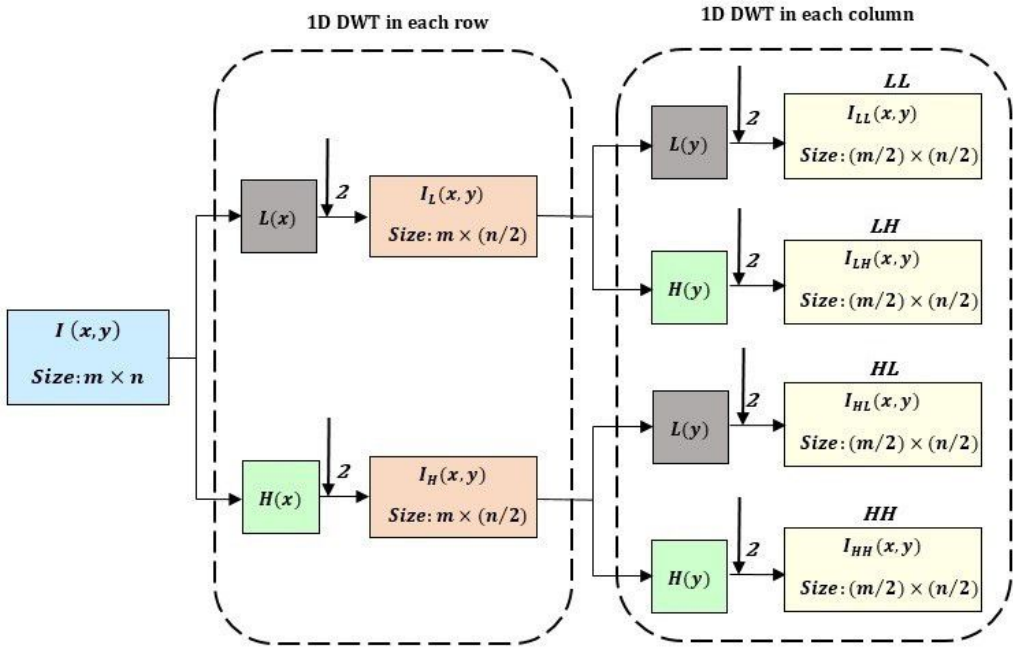 1D DWT in each row
1D DWT in each column
I (x,y)
Size: m × n
L(x)
2
I_L(x,y)
Size: m × (n/2)
H(x)
2
I_H(x,y)
Size: m × (n/2)
L(y)
2
LL
I_LL(x,y)
Size: (m/2) × (n/2)
H(y)
2
LH
I_LH(x,y)
Size: (m/2) × (n/2)
L(y)
2
HL
I_HL(x,y)
Size: (m/2) × (n/2)
H(y)
2
HH
I_HH(x,y)
Size: (m/2) × (n/2)